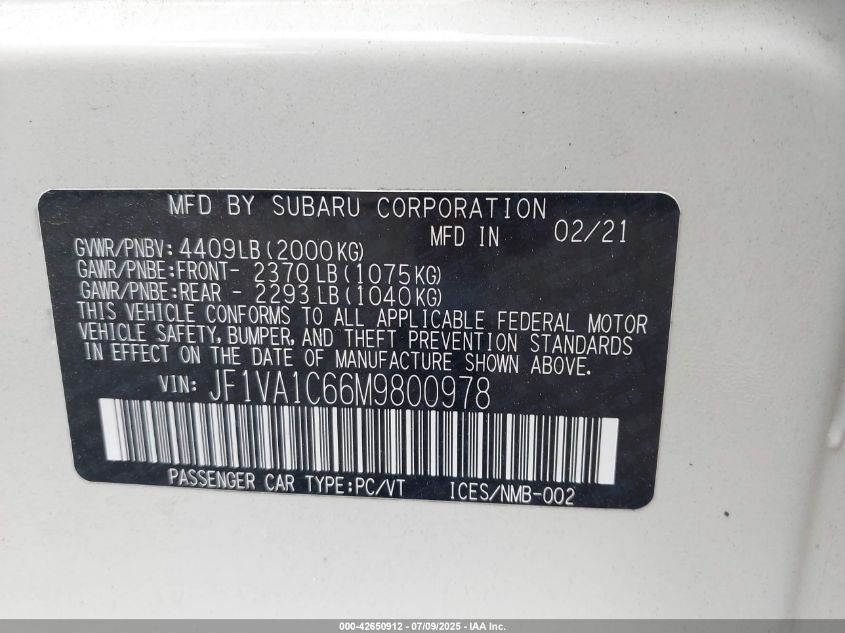 MFD BY SUBARU CORPORATION
MFD IN 02/21
GVWR/PNBV: 4409LB(2000KG)
GAWR/PNBE:FRONT- 2370LB(1075KG)
GAWR/PNBE:REAR - 2293LB(1040KG)
THIS VEHICLE CONFORMS TO ALL APPLICABLE FEDERAL MOTOR
VEHICLE SAFETY, BUMPER, AND THEFT PREVENTION STANDARDS
IN EFFECT ON THE DATE OF MANUFACTURE SHOWN ABOVE.
VIN: JF1VA1C66M9800978
PASSENGER CAR TYPE:PC/VT ICES/NMB-002
000-42650912 - 07/09/2025 - IAA Inc.